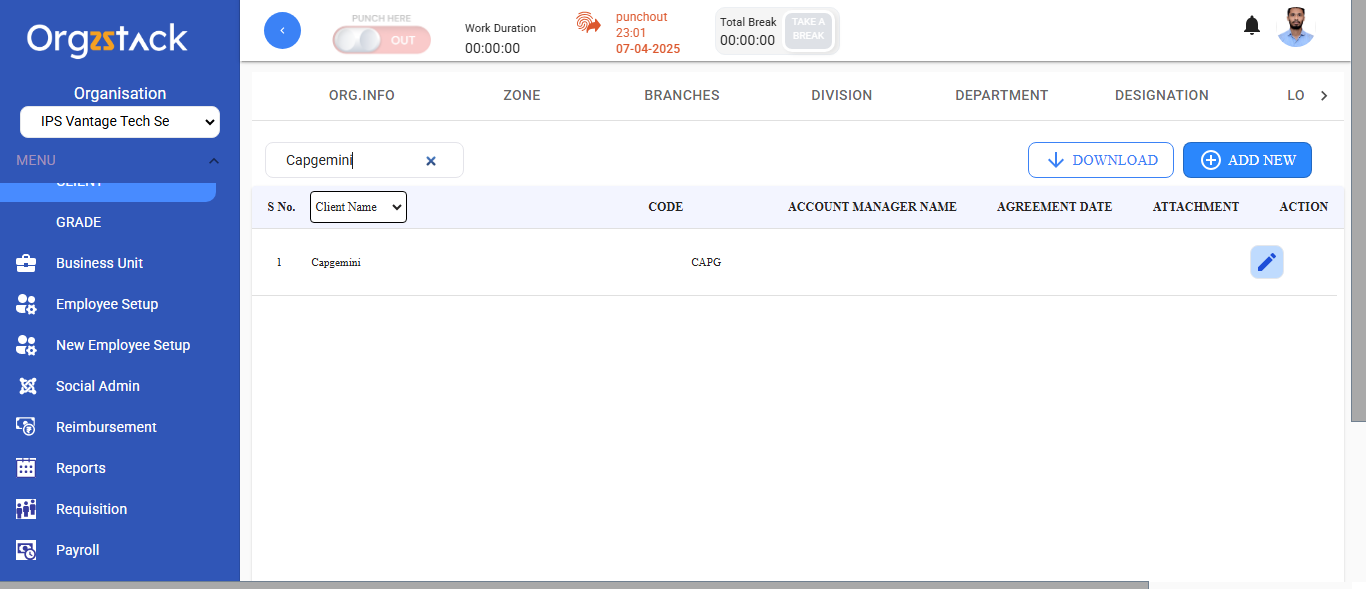 Orgzstack
Organisation
IPS Vantage Tech Se
MENU
CLIENT
GRADE
Business Unit
Employee Setup
New Employee Setup
Social Admin
Reimbursement
Reports
Requisition
Payroll
PUNCH HERE
OUT
Work Duration
00:00:00
punchout
23:01
07-04-2025
Total Break
00:00:00
TAKE A
BREAK
ORG.INFO ZONE BRANCHES DIVISION DEPARTMENT DESIGNATION LO
Capgemini
DOWNLOAD
ADD NEW
S No. Client Name CODE ACCOUNT MANAGER NAME AGREEMENT DATE ATTACHMENT ACTION
1 Capgemini CAPG